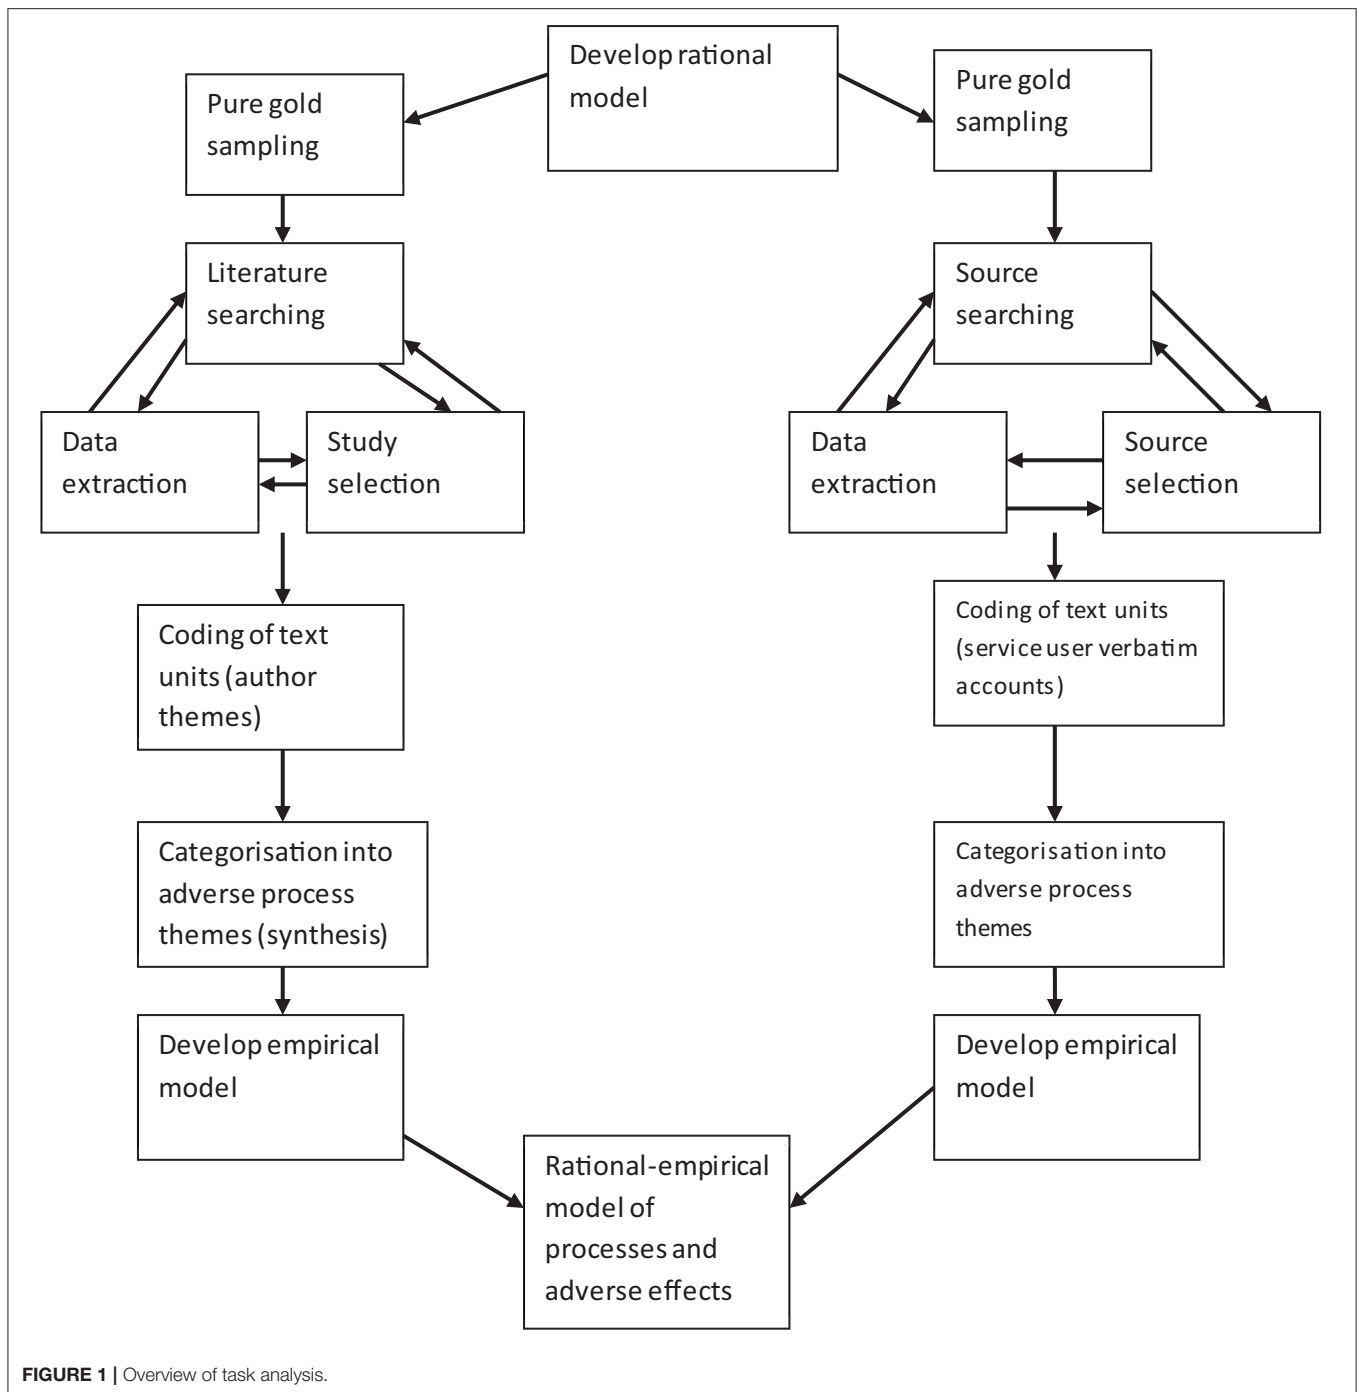 Develop rational
model
Pure gold
sampling
Pure gold
sampling
Literature
searching
Source
searching
Data
extraction
Study
selection
Data
extraction
Source
selection
Coding of text
units (author
themes)
Coding of text units
(service user verbatim
accounts)
Categorisation into
adverse process
themes (synthesis)
Categorisation into
adverse process
themes
Develop empirical
model
Develop empirical
model
Rational-empirical
model of
processes and
adverse effects
FIGURE 1 | Overview of task analysis.